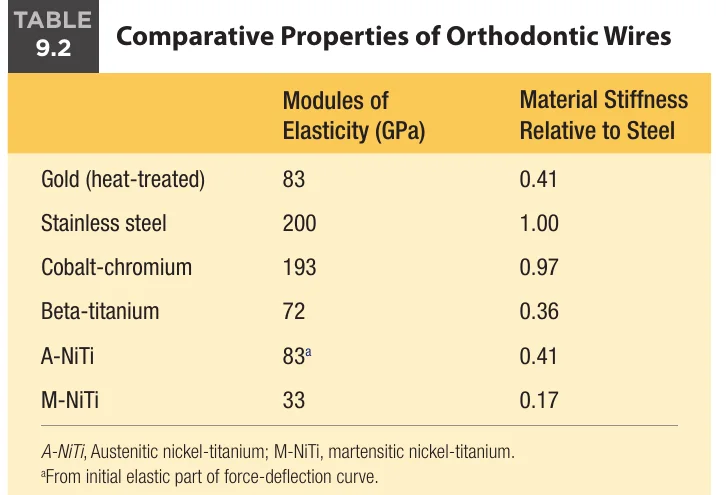 TABLE
9.2
Comparative Properties of Orthodontic Wires
Modules of Elasticity (GPa) Material Stiffness Relative to Steel
Gold (heat-treated) 83 0.41
Stainless steel 200 1.00
Cobalt-chromium 193 0.97
Beta-titanium 72 0.36
A-NiTi 83a 0.41
M-NiTi 33 0.17
A-NiTi, Austenitic nickel-titanium; M-NiTi, martensitic nickel-titanium.
aFrom initial elastic part of force-deflection curve.